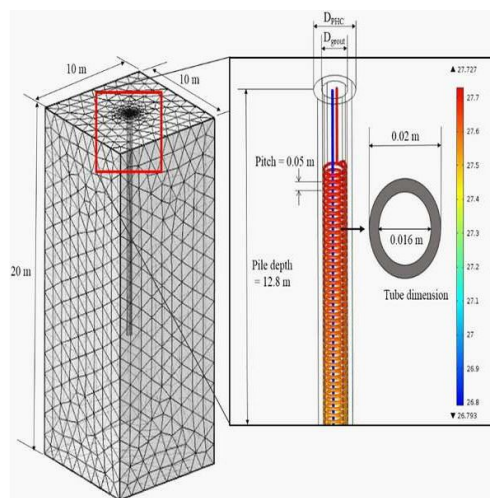 10 m
10 m
20 m
D_PHC
D_grout
Pitch = 0.05 m
Pile depth
= 12.8 m
0.02 m
0.016 m
Tube dimension
▲ 27.727
27.7
27.6
27.5
27.4
27.3
27.2
27.1
27
26.9
26.8
▼ 26.793